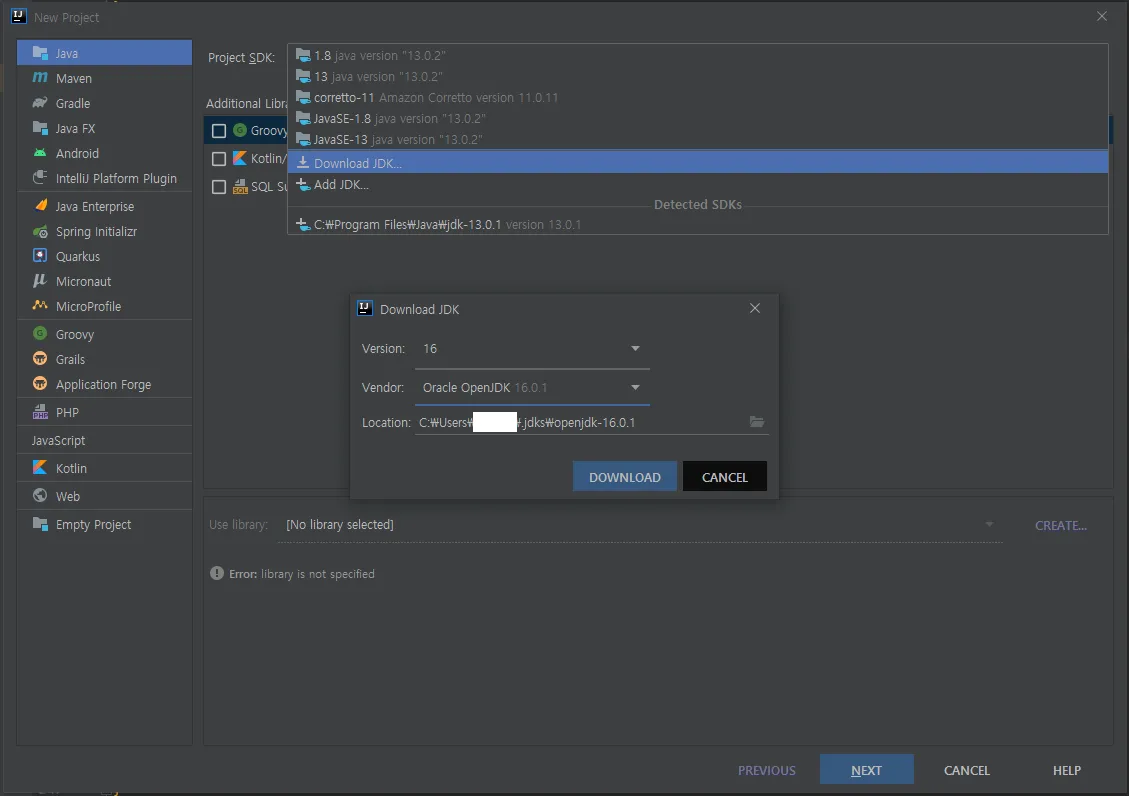 New Project
Java
Maven
Gradle
Java FX
Android
IntelliJ Platform Plugin
Java Enterprise
Spring Initializr
Quarkus
Micronaut
MicroProfile
Groovy
Grails
Application Forge
PHP
JavaScript
Kotlin
Web
Empty Project
Project SDK:
1.8 java version "13.0.2"
13 java version "13.0.2"
corretto-11 Amazon Corretto version 11.0.11
JavaSE-1.8 java version "13.0.2"
JavaSE-13 java version "13.0.2"
Download JDK...
Add JDK...
Detected SDKs
C:₩Program Files₩Java₩jdk-13.0.1 version 13.0.1
Additional Libra
Groovy
Kotlin/
SQL Su
Download JDK
Version: 16
Vendor: Oracle OpenJDK 16.0.1
Location: C:₩Users₩ ₩.jdks₩openjdk-16.0.1
DOWNLOAD CANCEL
Use library: [No library selected] CREATE...
Error: library is not specified
PREVIOUS NEXT CANCEL HELP